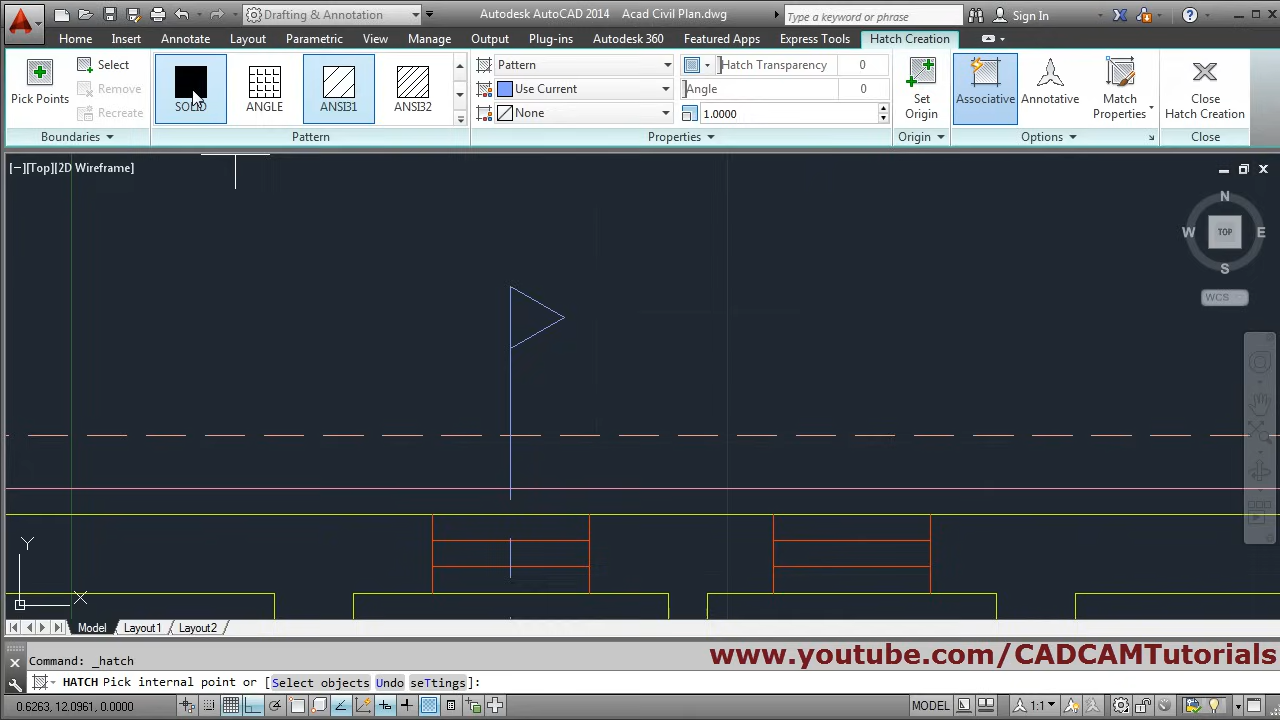 Drafting & Annotation
Autodesk AutoCAD 2014 Acad Civil Plan.dwg
Type a keyword or phrase
Sign In
Home Insert Annotate Layout Parametric View Manage Output Plug-ins Autodesk 360 Featured Apps Express Tools Hatch Creation
Pick Points
Select
Remove
Recreate
SOLID ANGLE ANSI31 ANSI32
Pattern
Use Current
None
Hatch Transparency 0
Angle 0
1.0000
Set Origin
Associative
Annotative
Match Properties
Close Hatch Creation
Boundaries Pattern Properties Origin Options Close
[−][Top][2D Wireframe]
N
W TOP E
S
WCS
Y
X
Model Layout1 Layout2
Command: _hatch
www.youtube.com/CADCAMTutorials
HATCH Pick internal point or [Select objects Undo seTtings]:
0.6263, 12.0961, 0.0000
MODEL
1:1